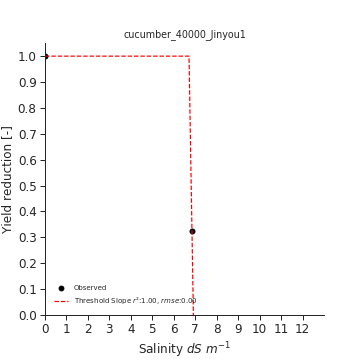 cucumber_40000_Jinyou1
1.0
0.9
0.8
0.7
0.6
0.5
0.4
0.3
0.2
0.1
0.0
Yield reduction [-]
Observed
Threshold Slope r²:1.00, rmse:0.00
0 1 2 3 4 5 6 7 8 9 10 11 12
Salinity dS m⁻¹